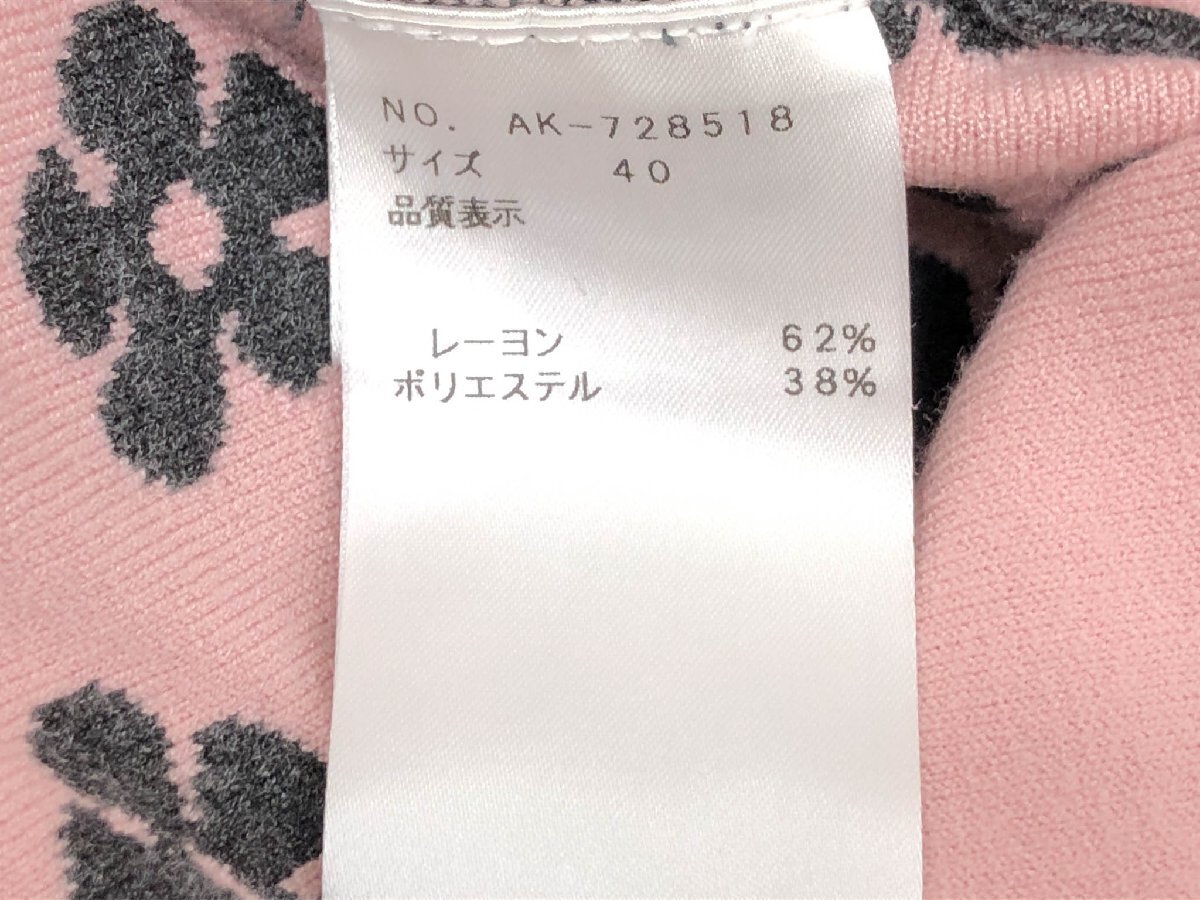 NO. AK-728518
サイズ 40
品質表示
レーヨン 62%
ポリエステル 38%